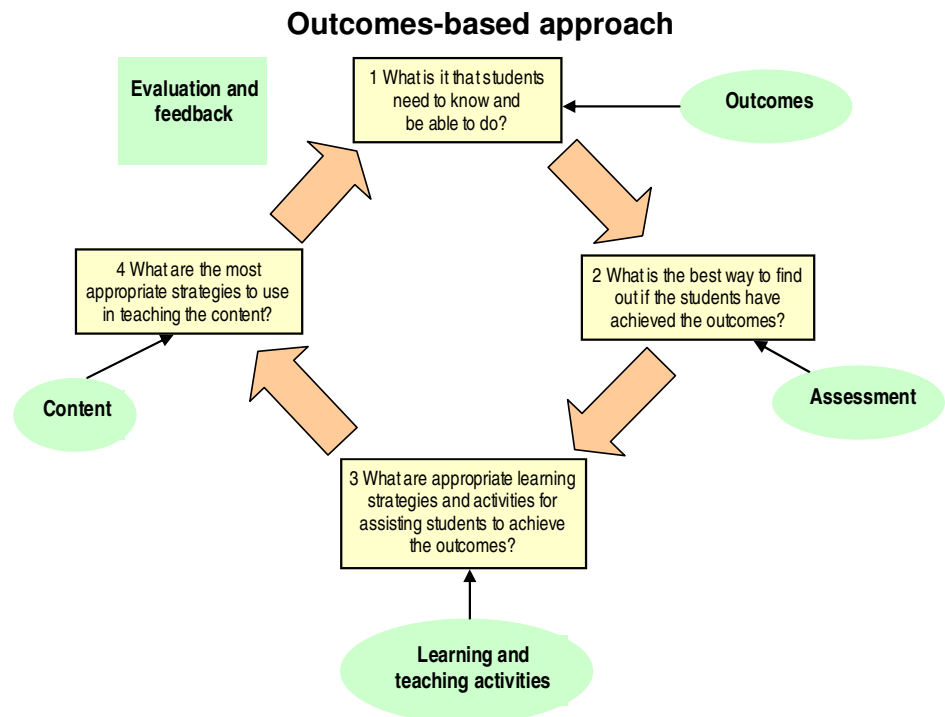 Outcomes-based approach
Evaluation and
feedback
1 What is it that students
need to know and
be able to do?
Outcomes
4 What are the most
appropriate strategies to use
in teaching the content?
2 What is the best way to find
out if the students have
achieved the outcomes?
Content
Assessment
3 What are appropriate learning
strategies and activities for
assisting students to achieve
the outcomes?
Learning and
teaching activities